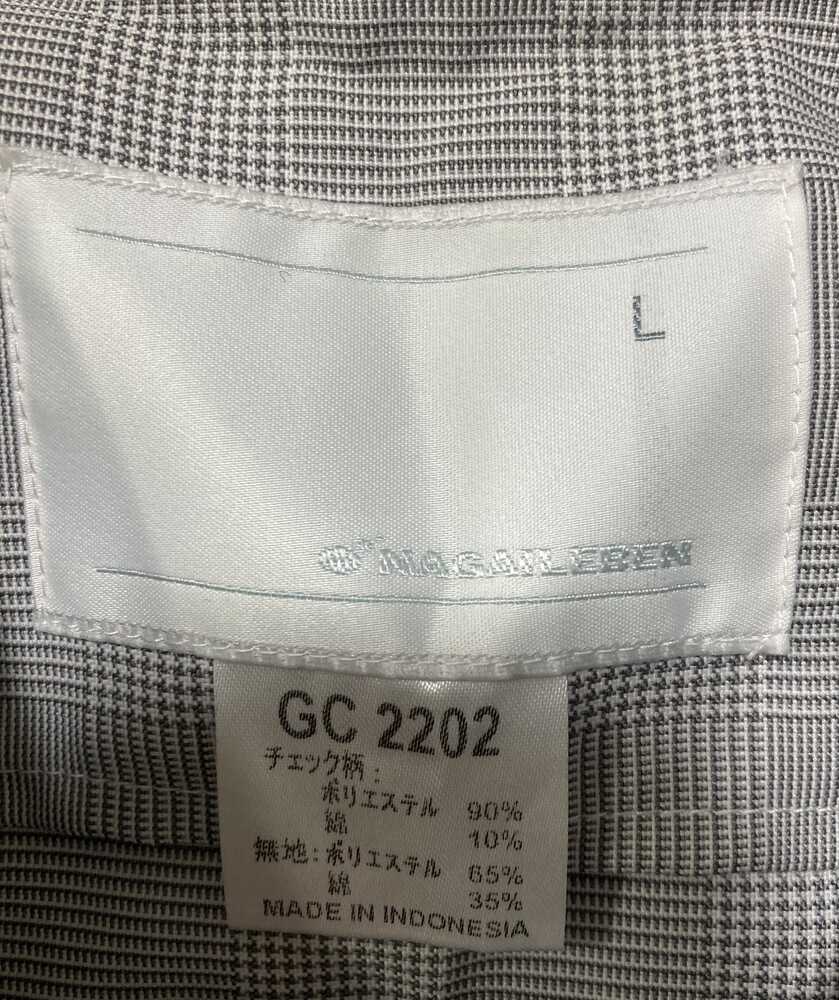 L
NAGAILEBEN
GC 2202
チェック柄:
ポリエステル 90%
綿 10%
無地:ポリエステル 65%
綿 35%
MADE IN INDONESIA